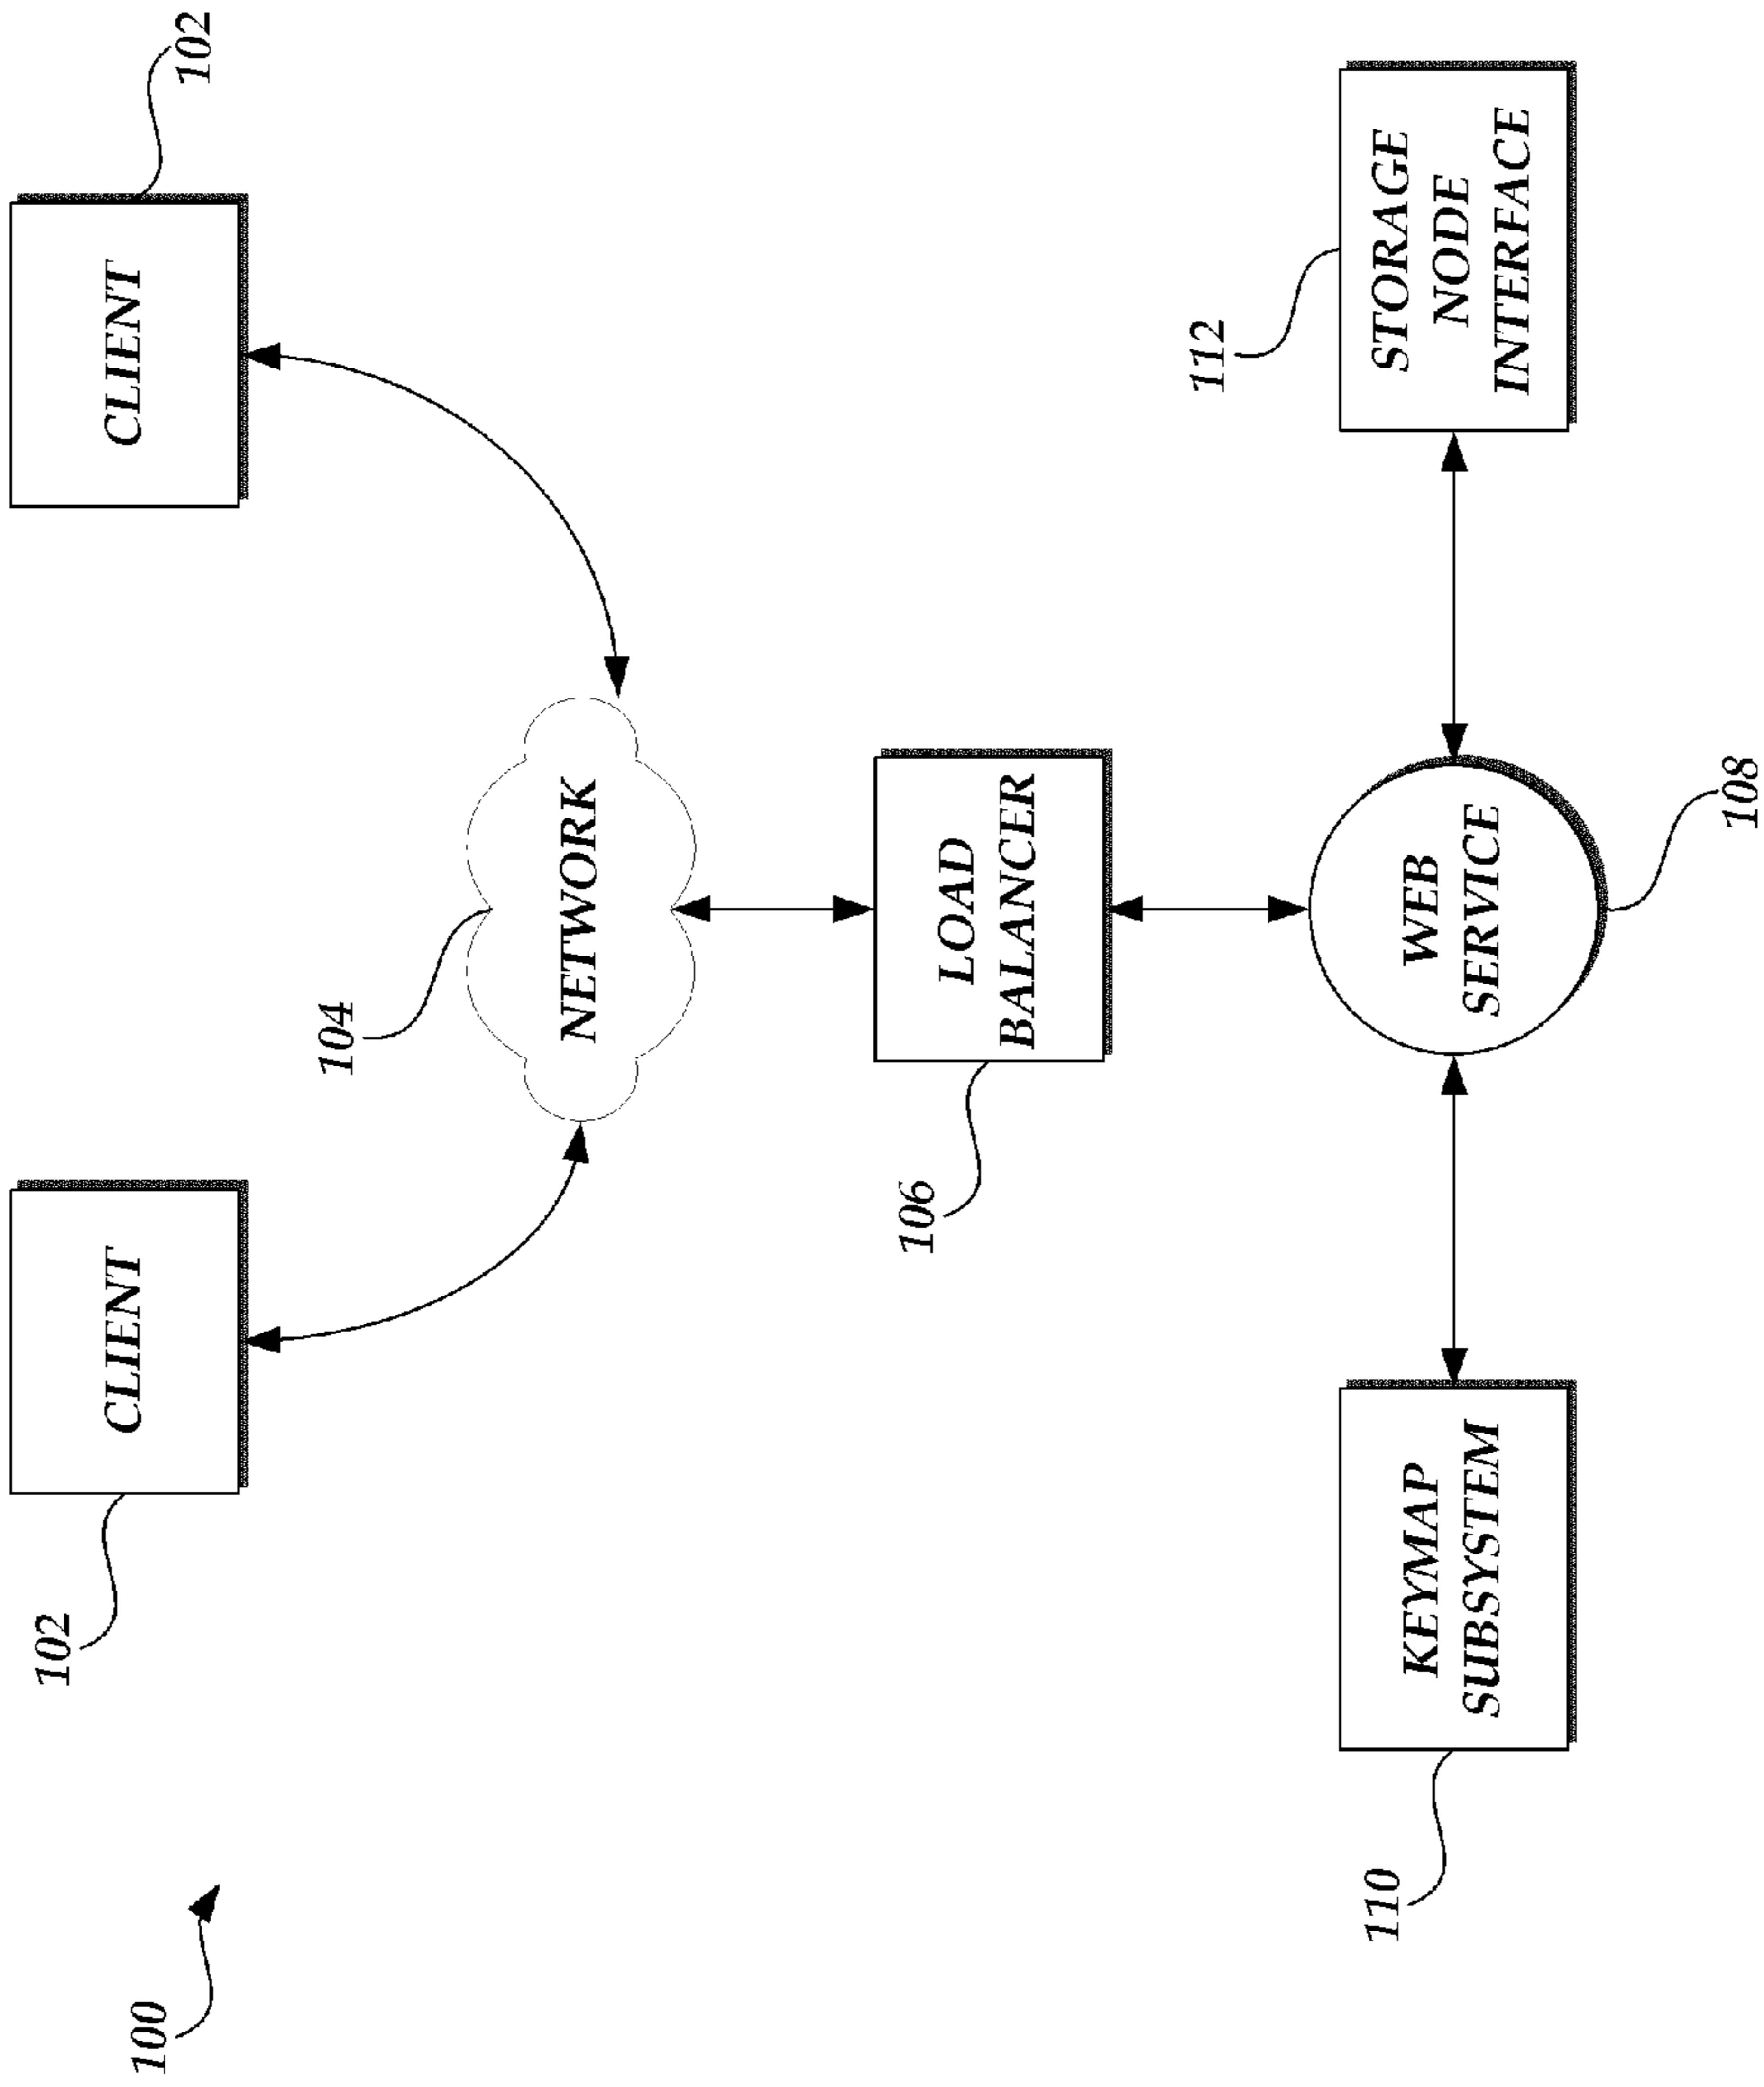 100
102
CLIENT
CLIENT
102
104
NETWORK
106
LOAD
BALANCER
112
110
KEYMAP
SUBSYSTEM
WEB
SERVICE
108
STORAGE
NODE
INTERFACE